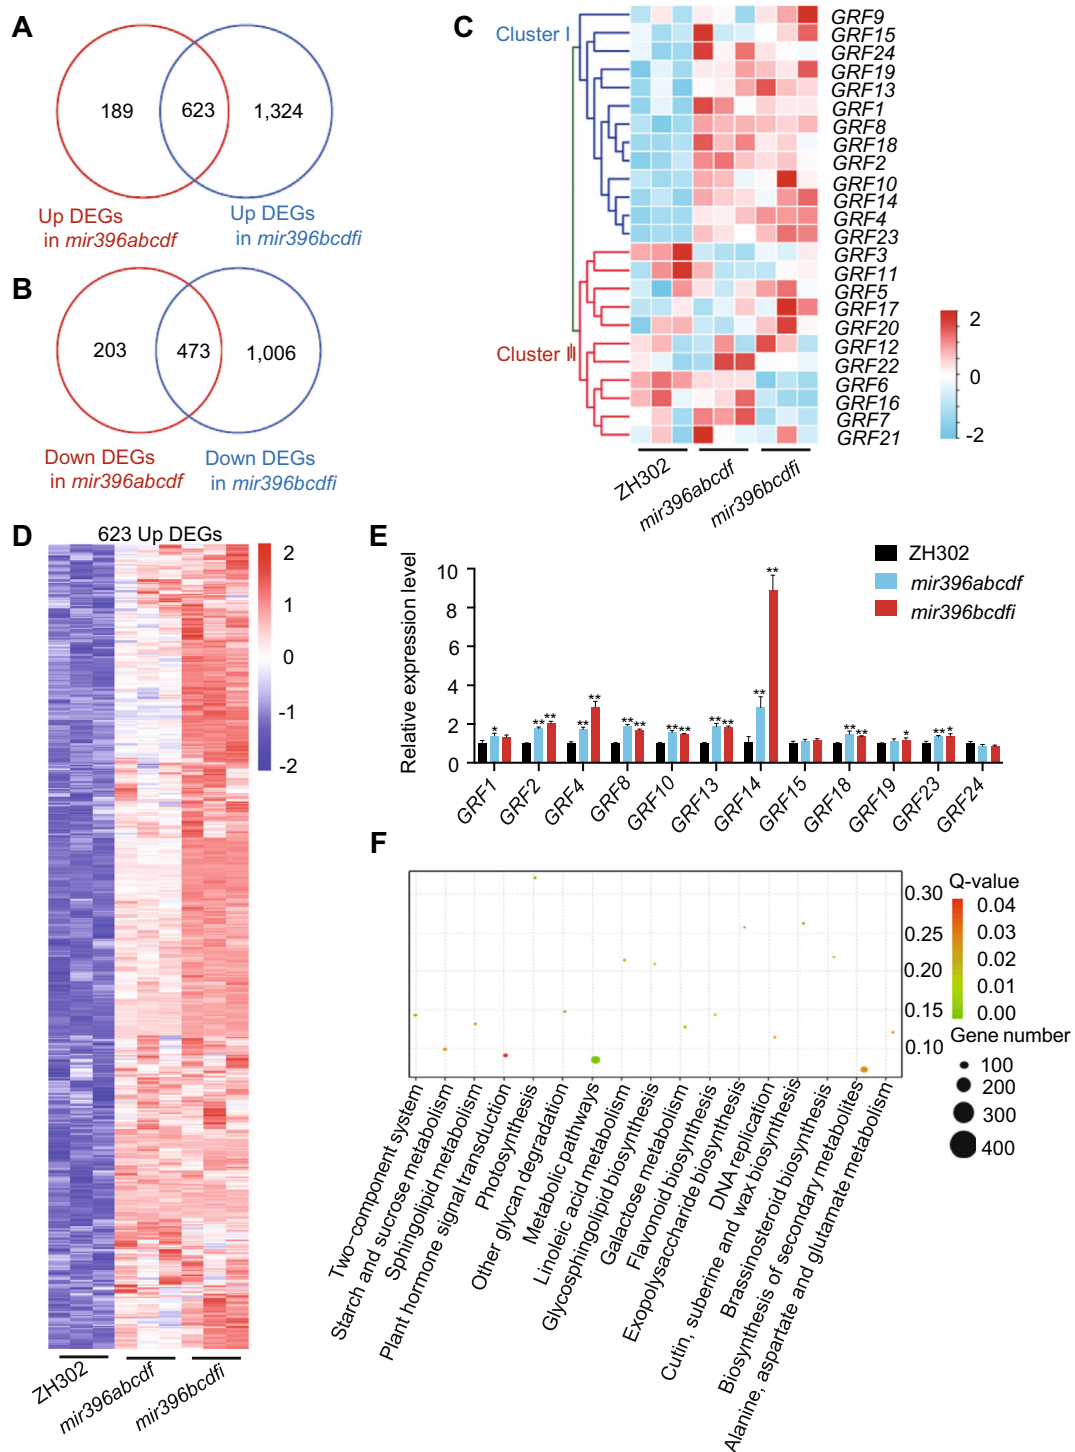 A
189
623
1,324
Up DEGs
in mir396abcdf
Up DEGs
in mir396bcdfi
B
203
473
1,006
Down DEGs
in mir396abcdf
Down DEGs
in mir396bcdfi
C
Cluster I
Cluster II
GRF9
GRF15
GRF24
GRF19
GRF13
GRF1
GRF8
GRF18
GRF2
GRF10
GRF14
GRF4
GRF23
GRF3
GRF11
GRF5
GRF17
GRF20
GRF12
GRF22
GRF6
GRF16
GRF7
GRF21
2
0
-2
ZH302
mir396abcdf
mir396bcdfi
D
623 Up DEGs
2
1
0
-1
-2
ZH302
mir396abcdf
mir396bcdfi
E
Relative expression level
10
8
6
4
2
0
ZH302
mir396abcdf
mir396bcdfi
*
**
**
**
**
**
**
**
**
**
**
**
**
**
**
*
**
*
GRF1
GRF2
GRF4
GRF8
GRF10
GRF13
GRF14
GRF15
GRF18
GRF19
GRF23
GRF24
F
0.30
0.25
0.20
0.15
0.10
Q-value
0.04
0.03
0.02
0.01
0.00
Gene number
100
200
300
400
Two−component system
Starch and sucrose metabolism
Sphingolipid metabolism
Plant hormone signal transduction
Photosynthesis
Other glycan degradation
Metabolic pathways
Linoleic acid metabolism
Glycosphingolipid biosynthesis
Galactose metabolism
Flavonoid biosynthesis
Exopolysaccharide biosynthesis
DNA replication
Cutin, suberine and wax biosynthesis
Brassinosteroid biosynthesis
Biosynthesis of secondary metabolites
Alanine, aspartate and glutamate metabolism